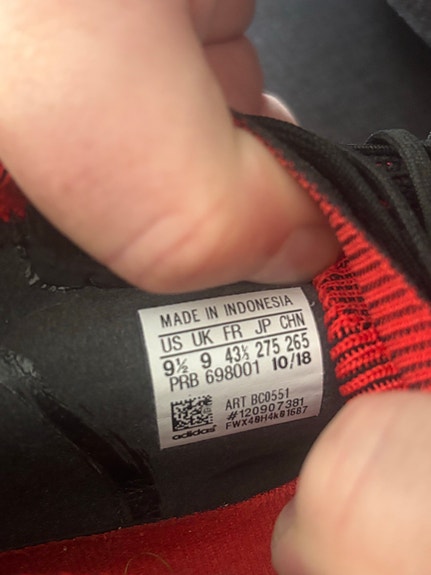 MADE IN INDONESIA
US UK FR JP CHN
9½ 9 43⅓ 275 265
PRB 698001 10/18
ART BC0551
#120907381
FWX40H4K01687
adidas